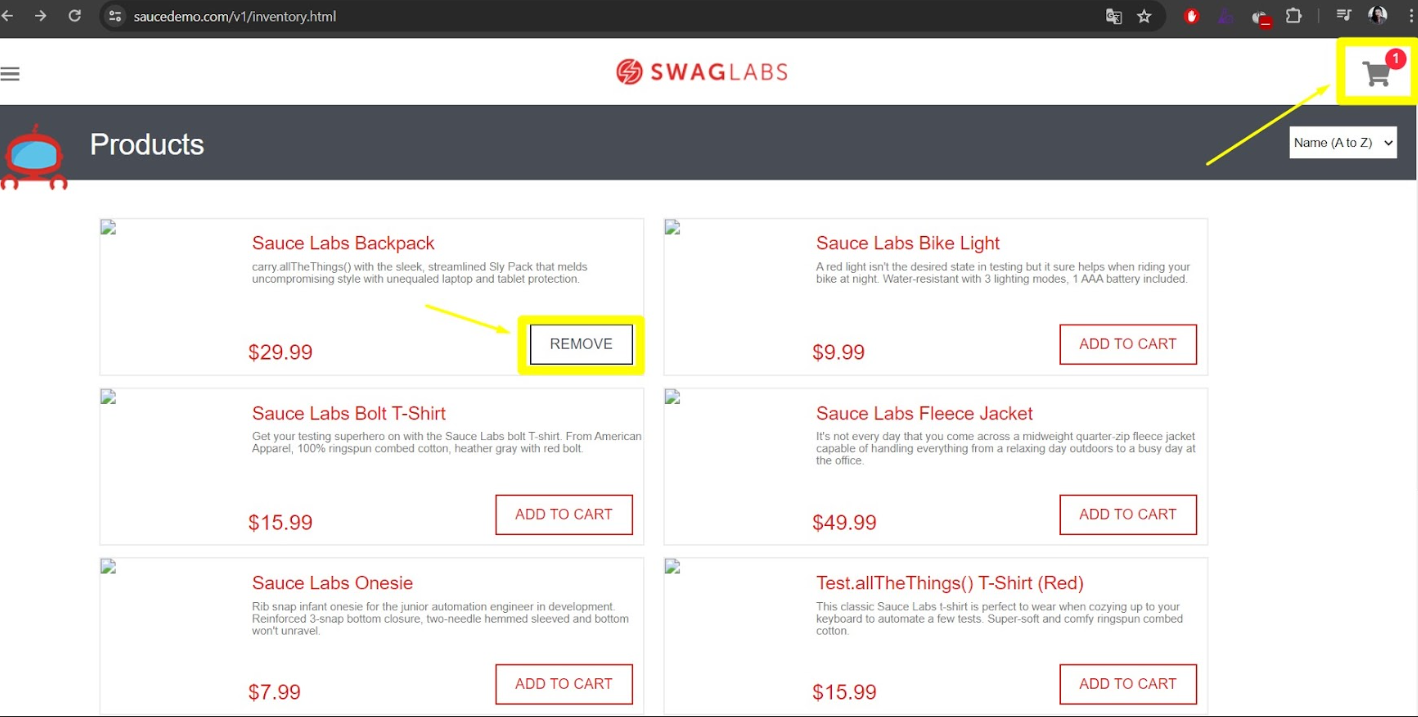 saucedemo.com/v1/inventory.html
SWAGLABS
1
Products
Name (A to Z)
Sauce Labs Backpack
carry.allTheThings() with the sleek, streamlined Sly Pack that melds
uncompromising style with unequaled laptop and tablet protection.
$29.99
REMOVE
Sauce Labs Bike Light
A red light isn't the desired state in testing but it sure helps when riding your
bike at night. Water-resistant with 3 lighting modes, 1 AAA battery included.
$9.99
ADD TO CART
Sauce Labs Bolt T-Shirt
Get your testing superhero on with the Sauce Labs bolt T-shirt. From American
Apparel, 100% ringspun combed cotton, heather gray with red bolt.
$15.99
ADD TO CART
Sauce Labs Fleece Jacket
It's not every day that you come across a midweight quarter-zip fleece jacket
capable of handling everything from a relaxing day outdoors to a busy day at
the office.
$49.99
ADD TO CART
Sauce Labs Onesie
Rib snap infant onesie for the junior automation engineer in development.
Reinforced 3-snap bottom closure, two-needle hemmed sleeved and bottom
won't unravel.
$7.99
ADD TO CART
Test.allTheThings() T-Shirt (Red)
This classic Sauce Labs t-shirt is perfect to wear when cozying up to your
keyboard to automate a few tests. Super-soft and comfy ringspun combed
cotton.
$15.99
ADD TO CART